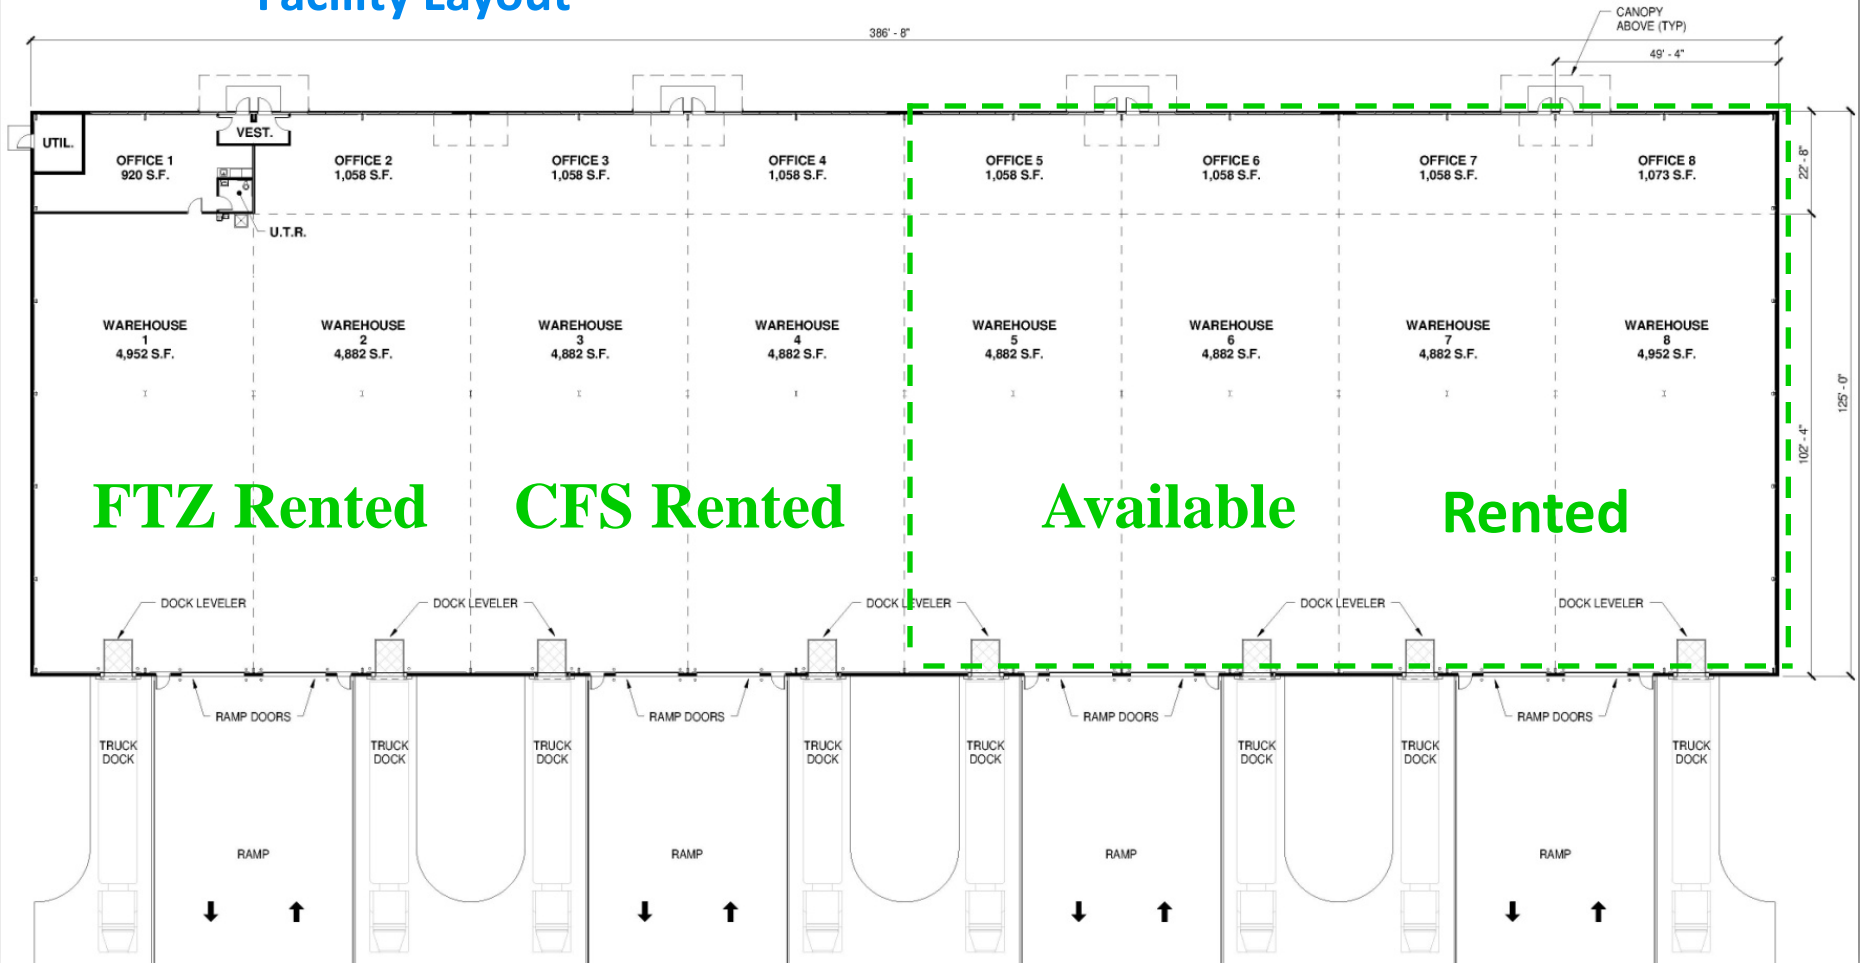 Facility Layout
CANOPY
ABOVE (TYP)
386' - 8"
49' - 4"
UTIL.
VEST.
OFFICE 1
920 S.F.
OFFICE 2
1,058 S.F.
OFFICE 3
1,058 S.F.
OFFICE 4
1,058 S.F.
OFFICE 5
1,058 S.F.
OFFICE 6
1,058 S.F.
OFFICE 7
1,058 S.F.
OFFICE 8
1,073 S.F.
22' - 8"
U.T.R.
WAREHOUSE
1
4,952 S.F.
WAREHOUSE
2
4,882 S.F.
WAREHOUSE
3
4,882 S.F.
WAREHOUSE
4
4,882 S.F.
WAREHOUSE
5
4,882 S.F.
WAREHOUSE
6
4,882 S.F.
WAREHOUSE
7
4,882 S.F.
WAREHOUSE
8
4,952 S.F.
125' - 0"
102' - 4"
FTZ Rented
CFS Rented
Available
Rented
DOCK LEVELER
DOCK LEVELER
DOCK LEVELER
DOCK LEVELER
DOCK LEVELER
RAMP DOORS
RAMP DOORS
RAMP DOORS
RAMP DOORS
TRUCK
DOCK
TRUCK
DOCK
TRUCK
DOCK
TRUCK
DOCK
TRUCK
DOCK
TRUCK
DOCK
TRUCK
DOCK
TRUCK
DOCK
RAMP
RAMP
RAMP
RAMP